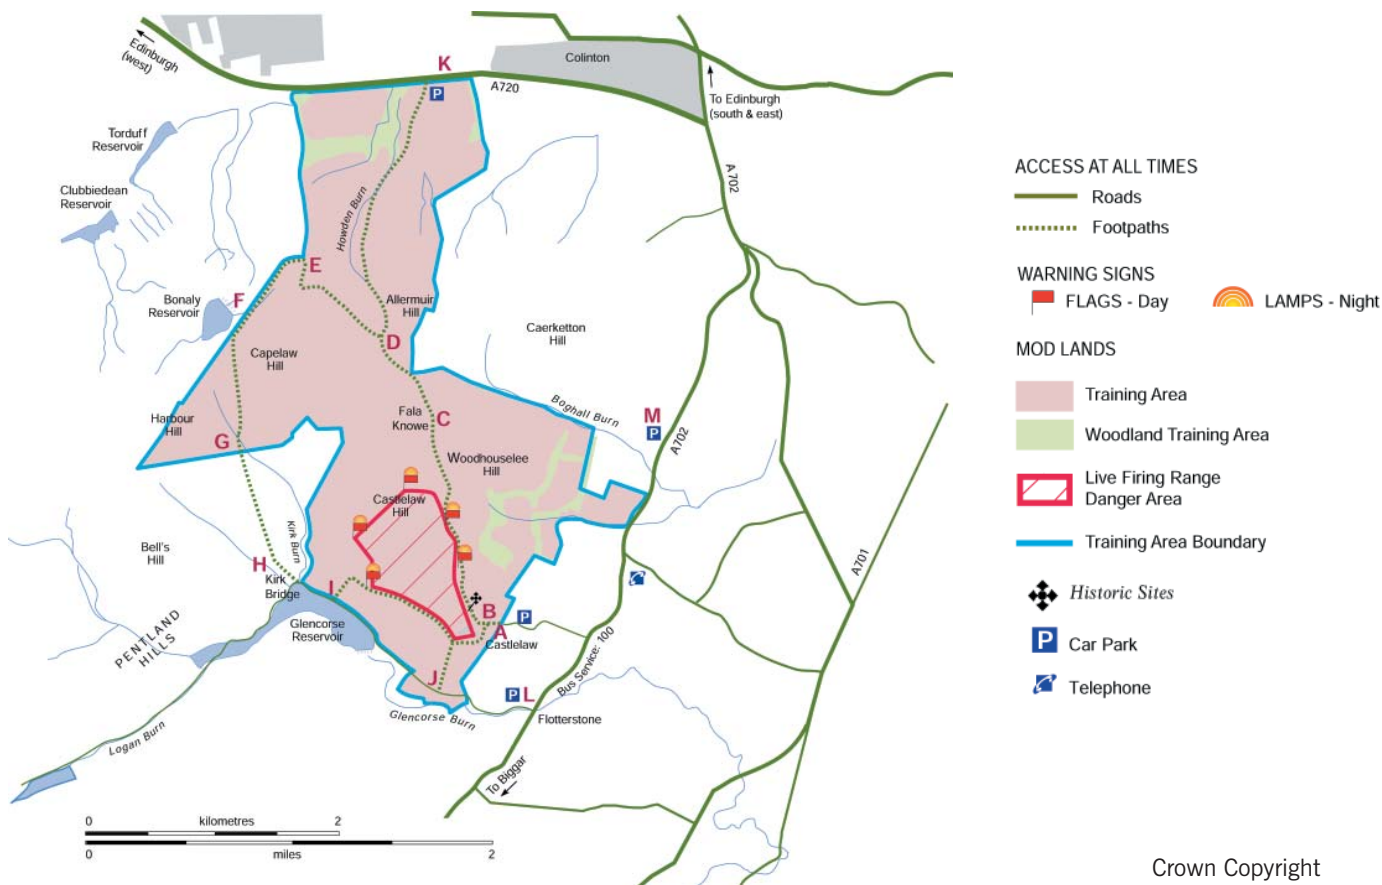 Edinburgh
(west)
K
P
A720
Colinton
To Edinburgh
(south & east)
Torduff
Reservoir
Clubbiedean
Reservoir
A702
Howden Burn
E
F
Bonaly
Reservoir
Allermuir
Hill
Caerketton
Hill
D
Capelaw
Hill
Harbour
Hill
G
Fala
Knowe
C
Boghall Burn
M
P
A702
Woodhouselee
Hill
Castlelaw
Hill
Kirk Burn
Bell's
Hill
H
Kirk
Bridge
I
Glencorse
Reservoir
B
A
P
Castlelaw
J
PENTLAND
HILLS
P
L
Flotterstone
Glencorse Burn
Bus Service: 100
A701
Logan Burn
To Biggar
0 kilometres 2
0 miles 2
ACCESS AT ALL TIMES
Roads
Footpaths
WARNING SIGNS
FLAGS - Day
LAMPS - Night
MOD LANDS
Training Area
Woodland Training Area
Live Firing Range
Danger Area
Training Area Boundary
Historic Sites
P
Car Park
Telephone
Crown Copyright